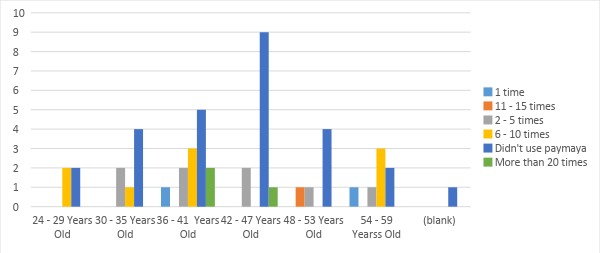 10
9
8
7
6
5
4
3
2
1
0
24 - 29 Years
Old
30 - 35 Years
Old
36 - 41  Years
Old
42 - 47 Years
Old
48 - 53 Years
Old
54 - 59
Yearss Old
(blank)
1 time
11 - 15 times
2 - 5 times
6 - 10 times
Didn't use paymaya
More than 20 times